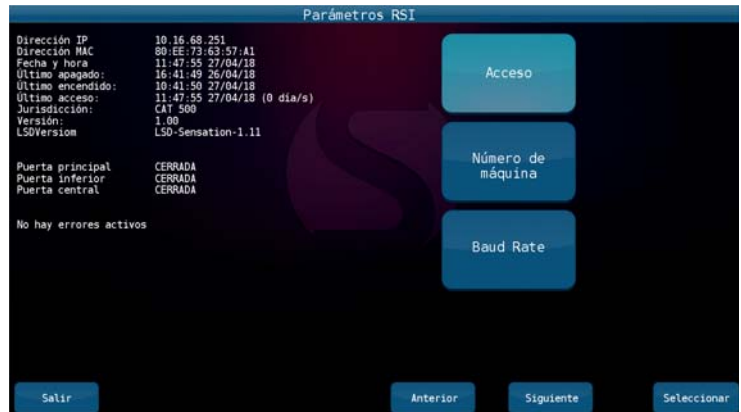 Parámetros RSI
Dirección IP 10.16.68.251
Dirección MAC 80:EE:73:63:57:A1
Fecha y hora 11:47:55 27/04/18
Último apagado: 16:41:49 26/04/18
Último encendido: 10:41:50 27/04/18
Último acceso: 11:47:55 27/04/18 (0 día/s)
Jurisdicción: CAT 500
Versión: 1.00
LSDVersiom LSD-Sensation-1.11
Puerta principal CERRADA
Puerta inferior CERRADA
Puerta central CERRADA
No hay errores activos
Acceso
Número de
máquina
Baud Rate
Salir
Anterior
Siguiente
Seleccionar